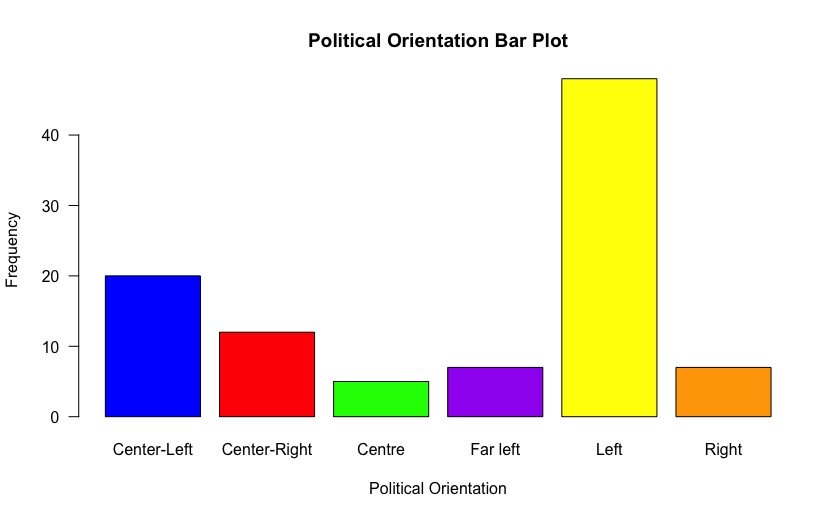 Political Orientation Bar Plot
40
30
20
10
0
Frequency
Center-Left Center-Right Centre Far left Left Right
Political Orientation